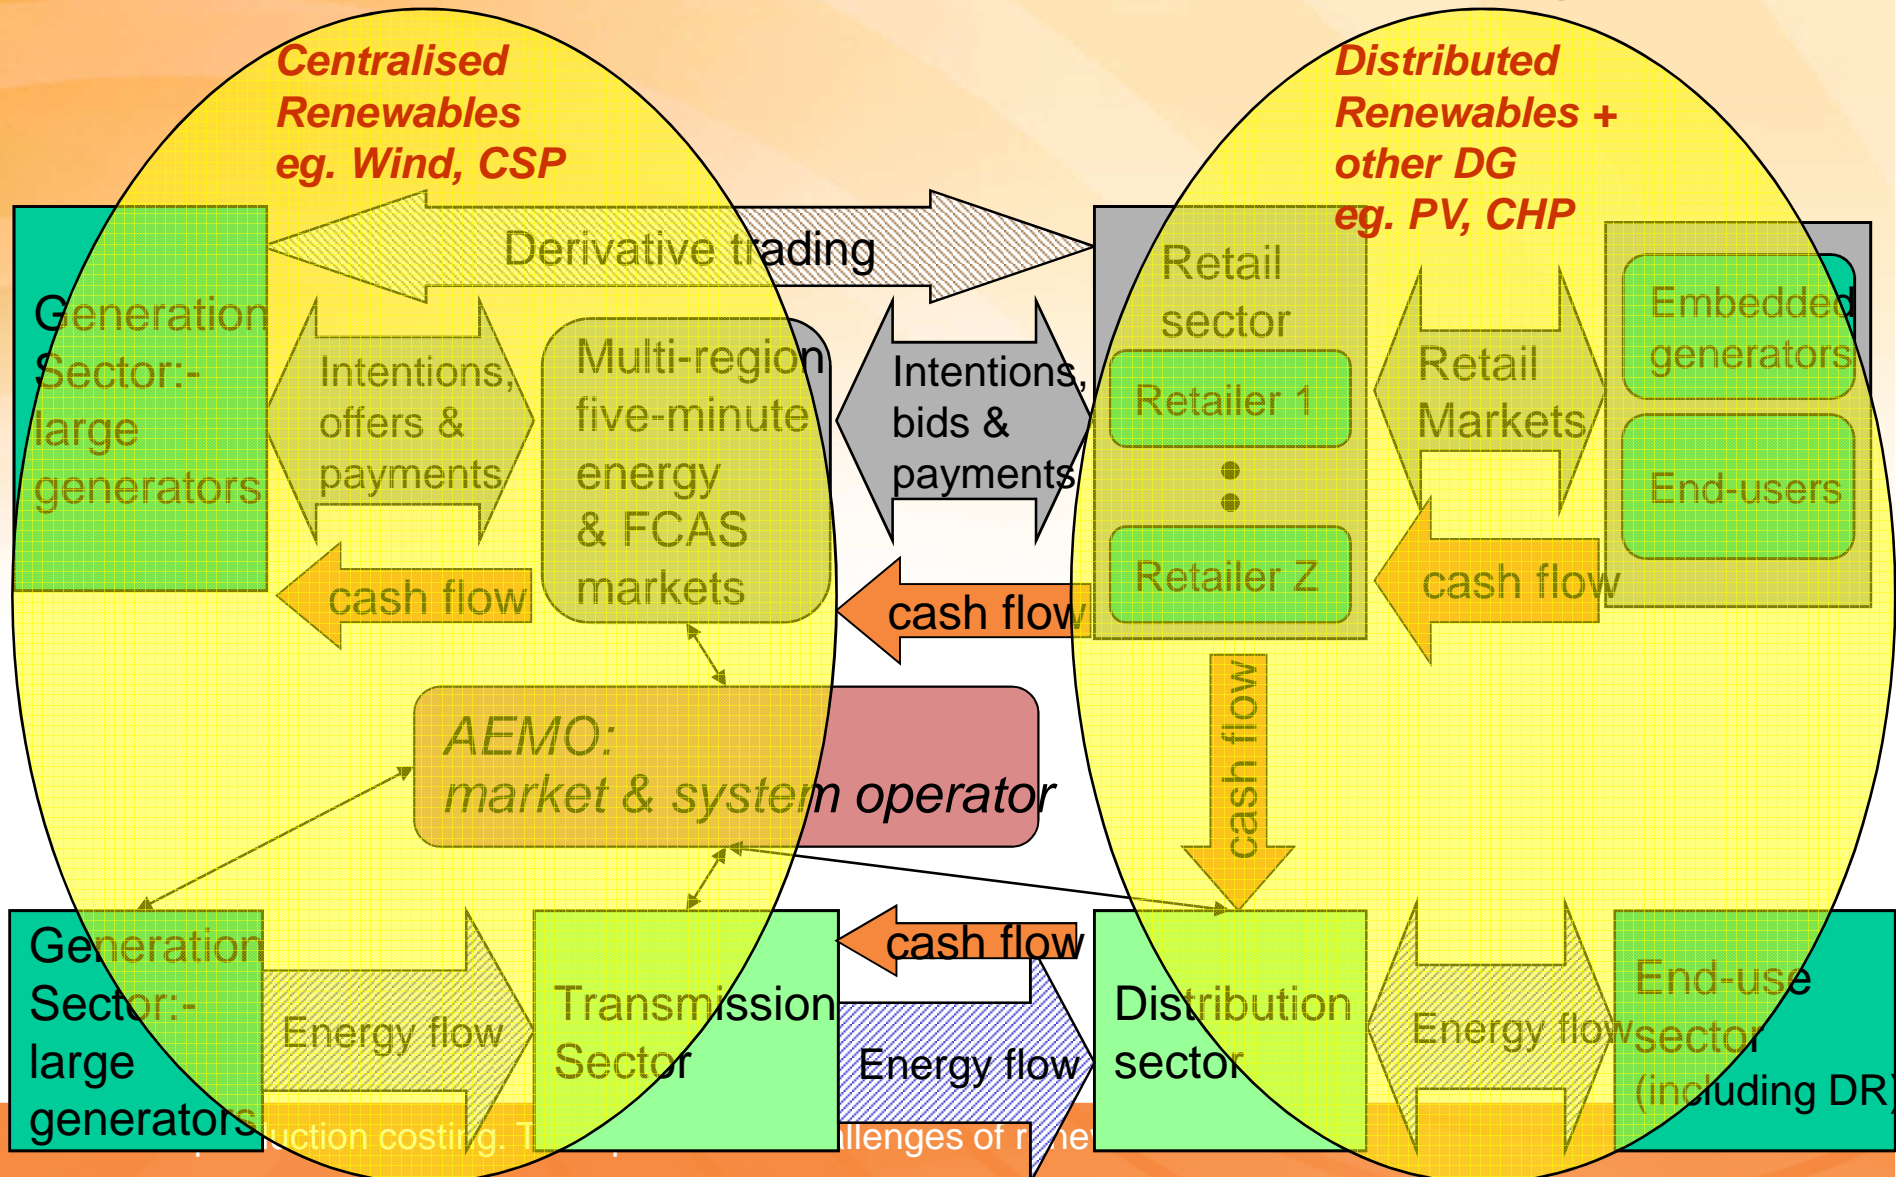 Centralised
Renewables
eg. Wind, CSP
Distributed
Renewables +
other DG
eg. PV, CHP
Derivative trading
Generation
Sector:-
large
generators
Intentions,
offers &
payments
Multi-region
five-minute
energy
& FCAS
markets
Intentions,
bids &
payments
Retail
sector
Retailer 1
Retailer Z
Retail
Markets
Embedded
generators
End-users
cash flow
cash flow
cash flow
cash flow
AEMO:
market & system operator
Generation
Sector:-
large
generators
Energy flow
Transmission
Sector
cash flow
Energy flow
Distribution
sector
Energy flow
End-use
sector
(including DR)
costing. of